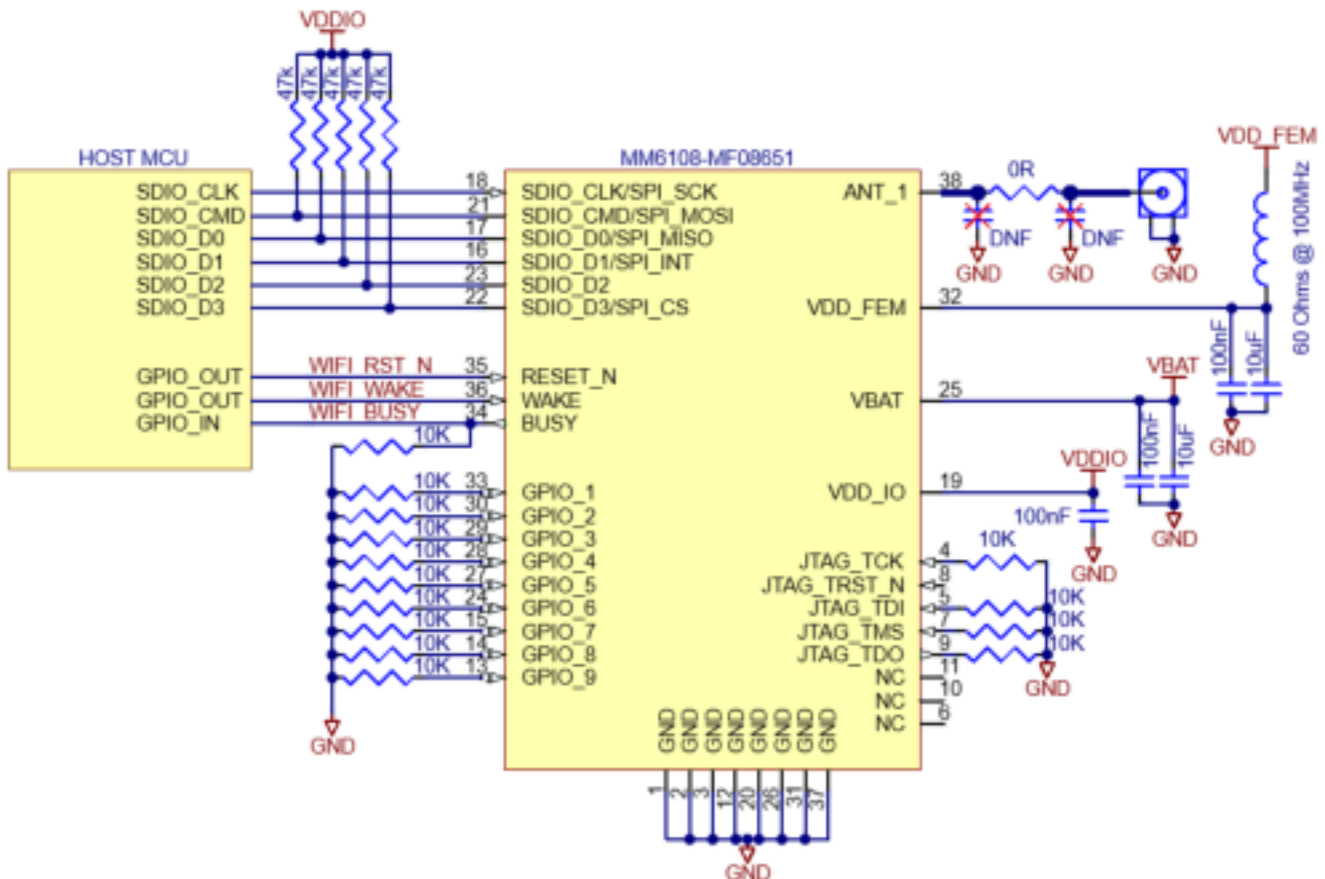 VDDIO
47k 47k 47k 47k 47k
HOST MCU
SDIO_CLK
SDIO_CMD
SDIO_D0
SDIO_D1
SDIO_D2
SDIO_D3
GPIO_OUT
GPIO_OUT
GPIO_IN
WIFI_RST_N
WIFI_WAKE
WIFI_BUSY
MM6108-MF08651
18 SDIO_CLK/SPI_SCK
21 SDIO_CMD/SPI_MOSI
17 SDIO_D0/SPI_MISO
16 SDIO_D1/SPI_INT
23 SDIO_D2
22 SDIO_D3/SPI_CS
35 RESET_N
36 WAKE
34 BUSY
10K
10K 33 GPIO_1
10K 30 GPIO_2
10K 29 GPIO_3
10K 28 GPIO_4
10K 27 GPIO_5
10K 24 GPIO_6
10K 15 GPIO_7
10K 14 GPIO_8
10K 13 GPIO_9
GND
ANT_1 38
0R
DNF DNF
GND GND GND
VDD_FEM
60 Ohms @ 100MHz
VDD_FEM 32
100nF 10uF
GND
VBAT
VBAT 25
100nF 10uF
GND
VDDIO
VDD_IO 19
100nF
GND
JTAG_TCK 4 10K
JTAG_TRST_N 8
JTAG_TDI 5 10K
JTAG_TMS 7 10K
JTAG_TDO 9 10K
GND
NC 11
NC 10
NC 6
GND GND GND GND GND GND GND GND
1 2 3 12 20 26 31 37
GND